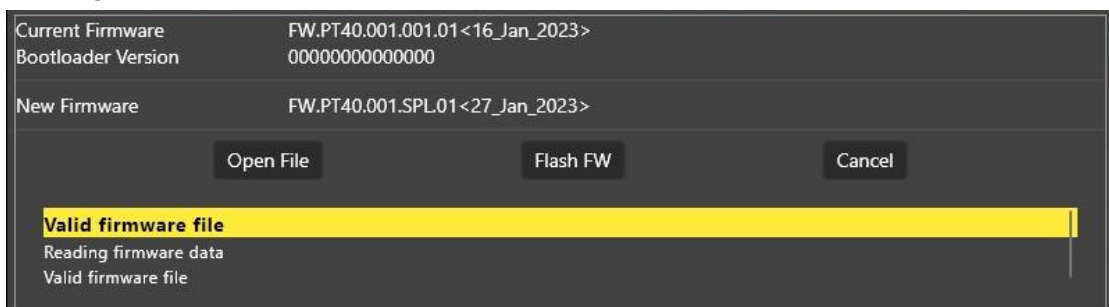 Current Firmware FW.PT40.001.001.01<16_Jan_2023>
Bootloader Version 00000000000000
New Firmware FW.PT40.001.SPL.01<27_Jan_2023>
Open File Flash FW Cancel
Valid firmware file
Reading firmware data
Valid firmware file